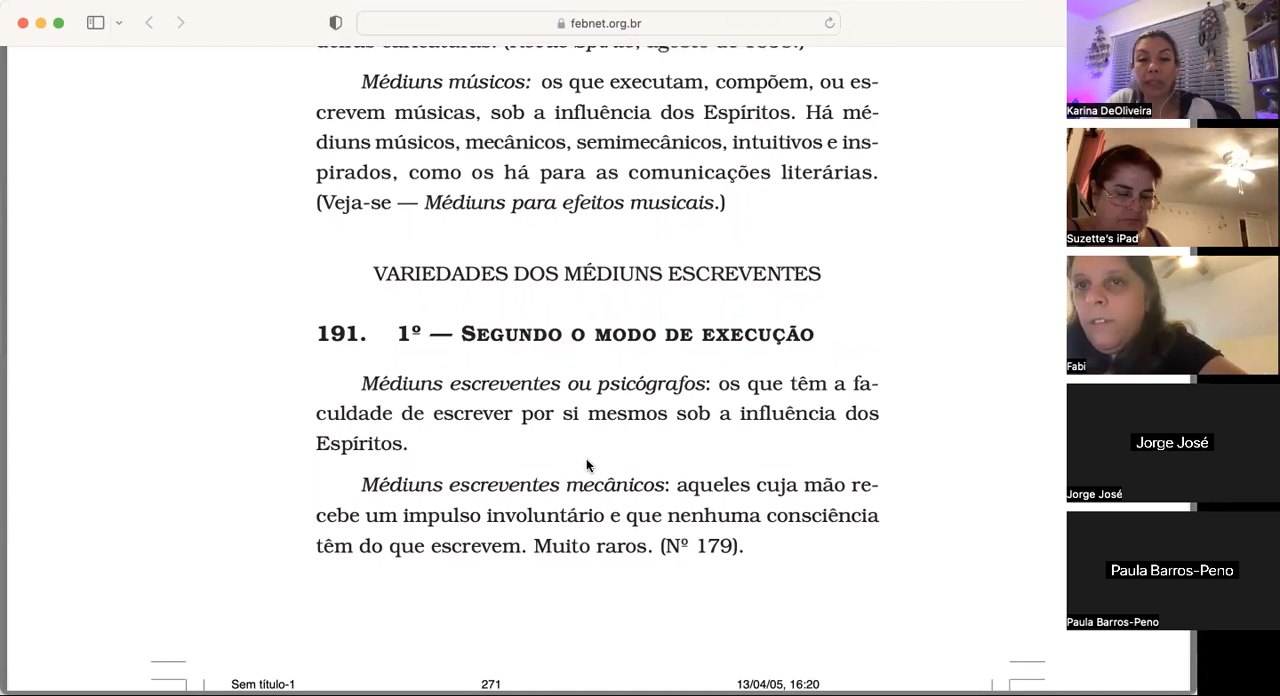 febnet.org.br
Médiuns músicos: os que executam, compõem, ou es-
crevem músicas, sob a influência dos Espíritos. Há mé-
diuns músicos, mecânicos, semimecânicos, intuitivos e ins-
pirados, como os há para as comunicações literárias.
(Veja-se — Médiuns para efeitos musicais.)
VARIEDADES DOS MÉDIUNS ESCREVENTES
191. 1º — SEGUNDO O MODO DE EXECUÇÃO
Médiuns escreventes ou psicógrafos: os que têm a fa-
culdade de escrever por si mesmos sob a influência dos
Espíritos.
Médiuns escreventes mecânicos: aqueles cuja mão re-
cebe um impulso involuntário e que nenhuma consciência
têm do que escrevem. Muito raros. (Nº 179).
Sem título-1 271 13/04/05, 16:20
Karina DeOliveira
Suzette’s iPad
Fabi
Jorge José
Jorge José
Paula Barros-Peno
Paula Barros-Peno